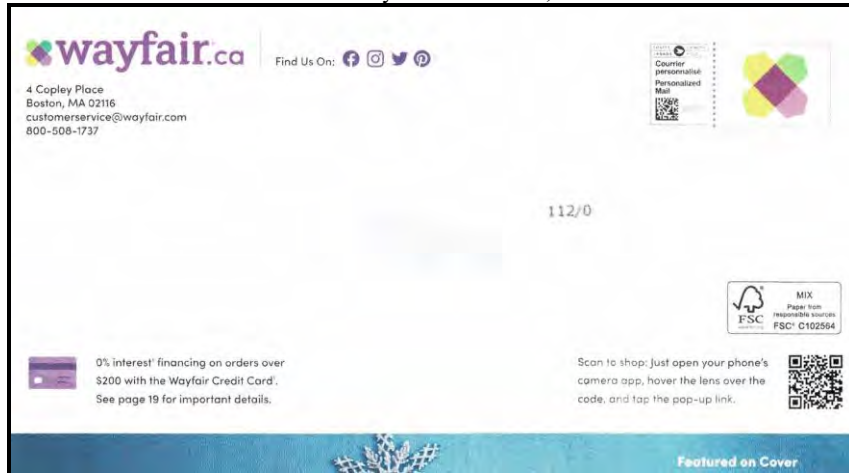 wayfair.ca
Find Us On:
4 Copley Place
Boston, MA 02116
customerservice@wayfair.com
800-508-1737
Courrier
personnalisé
Personalized
Mail
112/0
MIX
Paper from
responsible sources
FSC® C102564
FSC
0% interest† financing on orders over
$200 with the Wayfair Credit Card†.
See page 19 for important details.
Scan to shop: Just open your phone's
camera app, hover the lens over the
code, and tap the pop-up link.
Featured on Cover